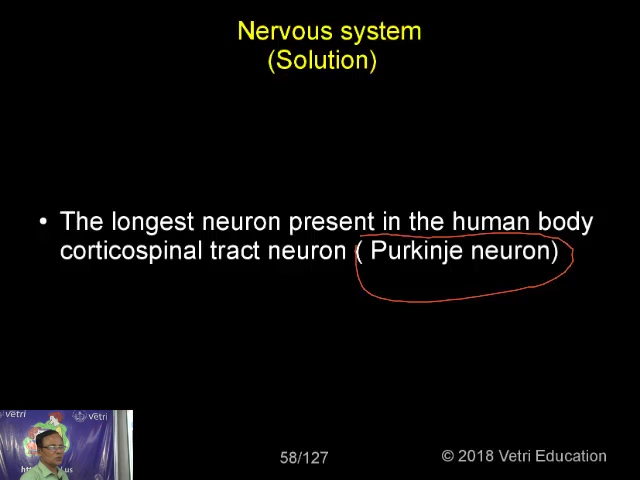 Nervous system
(Solution)
• The longest neuron present in the human body
corticospinal tract neuron ( Purkinje neuron)
Vetri
58/127
© 2018 Vetri Education